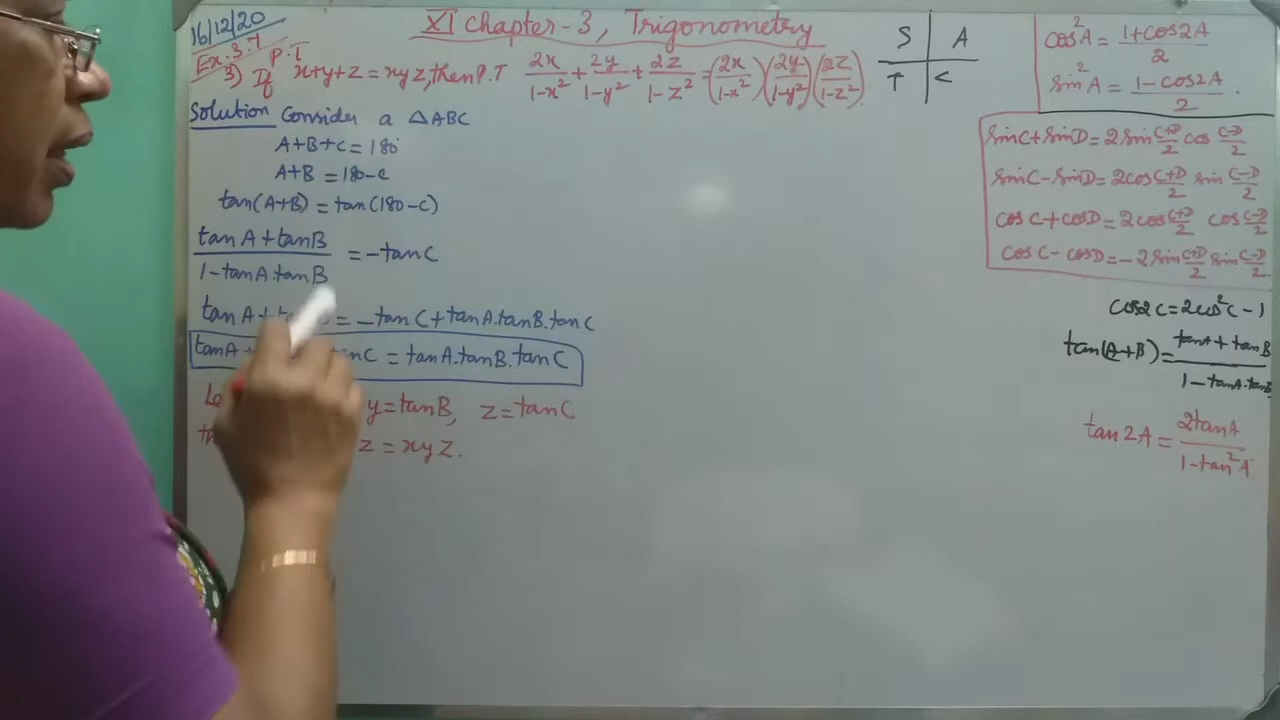 16/12/20
XI Chapter-3, Trigonometry
Ex.3.7
P.T
3) If x+y+z = xyz, then P.T 2x/1-x² + 2y/1-y² + 2z/1-z² = (2x/1-x²)(2y/1-y²)(2z/1-z²)
Solution Consider a △ABC
A+B+C = 180°
A+B = 180-C
tan(A+B) = tan(180-C)
tanA+tanB/1-tanA.tanB = -tanC
tanA+ = -tanC+tanA.tanB.tanC
tanA nC = tanA.tanB.tanC
y=tanB, z=tanC
z = xyz.
S A
T C
cos²A = 1+cos2A/2
sin²A = 1-cos2A/2.
sinC+sinD=2sin C+D/2 cos C-D/2
sinC-sinD=2cos C+D/2 sin C-D/2
cosC+cosD=2cos C+D/2 cos C-D/2
cosC-cosD=-2sin C+D/2 sin C-D/2
cos2C=2cos²C-1
tan(A+B)=tanA+tanB/1-tanA.tanB
tan2A=2tanA/1-tan²A